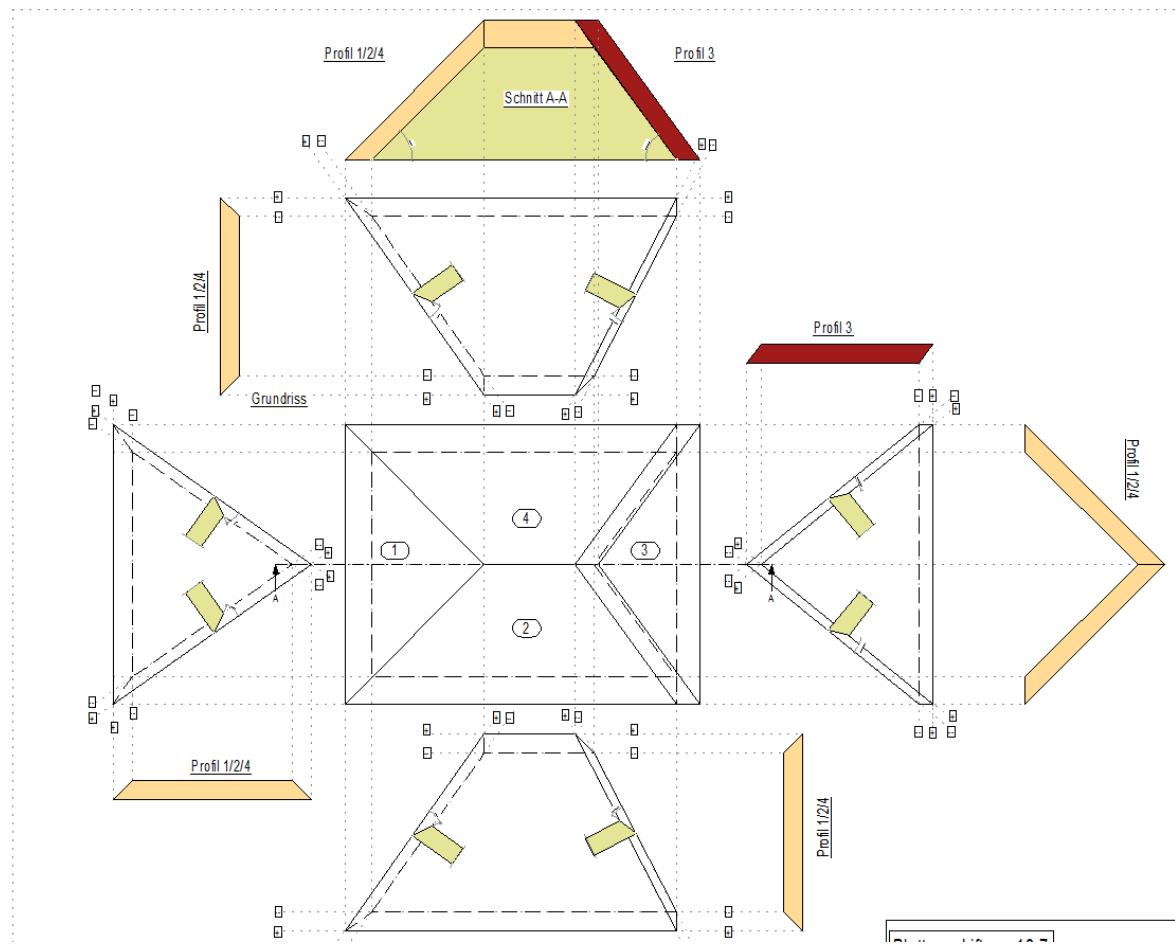 Profil 1/2/4
Profil 3
Schnitt A-A
Profil 1/2/4
Profil 3
Grundriss
Profil 1/2/4
4
1
3
A
A
2
Profil 1/2/4
Profil 1/2/4